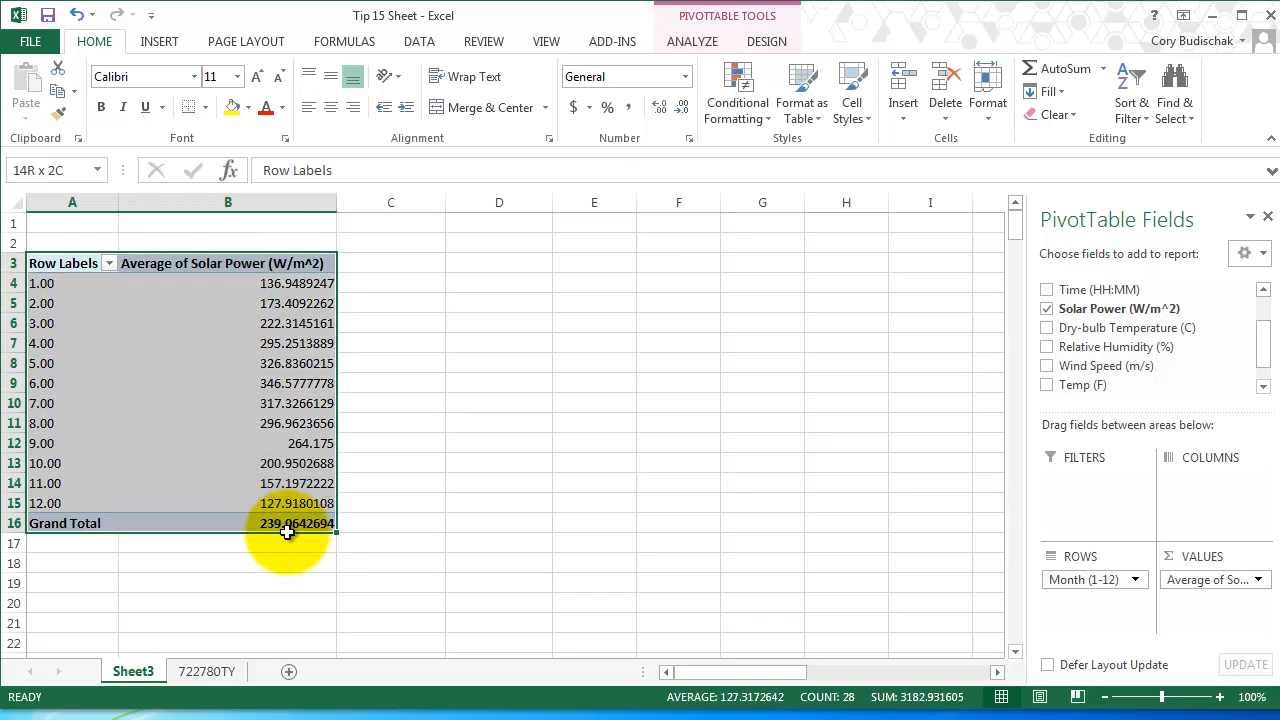 Tip 15 Sheet - Excel
PIVOTTABLE TOOLS
?
FILE HOME INSERT PAGE LAYOUT FORMULAS DATA REVIEW VIEW ADD-INS ANALYZE DESIGN Cory Budischak
Paste
Calibri 11
B I U
Wrap Text
Merge & Center
General
$ % ,
Conditional Formatting
Format as Table
Cell Styles
Insert
Delete
Format
AutoSum
Fill
Clear
Sort & Filter
Find & Select
Clipboard Font Alignment Number Styles Cells Editing
14R x 2C fx Row Labels
A B C D E F G H I
1
2
3 Row Labels Average of Solar Power (W/m^2)
4 1.00 136.9489247
5 2.00 173.4092262
6 3.00 222.3145161
7 4.00 295.2513889
8 5.00 326.8360215
9 6.00 346.5777778
10 7.00 317.3266129
11 8.00 296.9623656
12 9.00 264.175
13 10.00 200.9502688
14 11.00 157.1972222
15 12.00 127.9180108
16 Grand Total 239.0642694
17
18
19
20
21
22
PivotTable Fields
Choose fields to add to report:
Time (HH:MM)
Solar Power (W/m^2)
Dry-bulb Temperature (C)
Relative Humidity (%)
Wind Speed (m/s)
Temp (F)
Drag fields between areas below:
FILTERS COLUMNS
ROWS VALUES
Month (1-12) Average of So...
Defer Layout Update UPDATE
Sheet3 722780TY
READY AVERAGE: 127.3172642 COUNT: 28 SUM: 3182.931605 100%